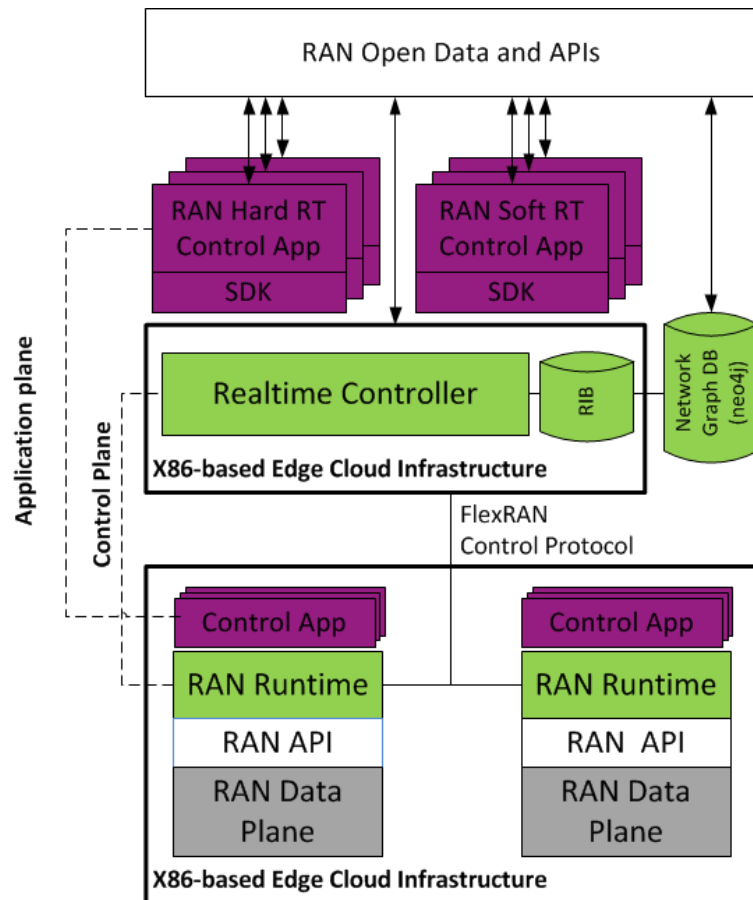 RAN Open Data and APIs
RAN Hard RT
Control App
SDK
RAN Soft RT
Control App
SDK
Application plane
Control Plane
Realtime Controller
RIB
Network
Graph DB
(neo4j)
X86-based Edge Cloud Infrastructure
FlexRAN
Control Protocol
Control App
RAN Runtime
RAN API
RAN Data
Plane
Control App
RAN Runtime
RAN API
RAN Data
Plane
X86-based Edge Cloud Infrastructure